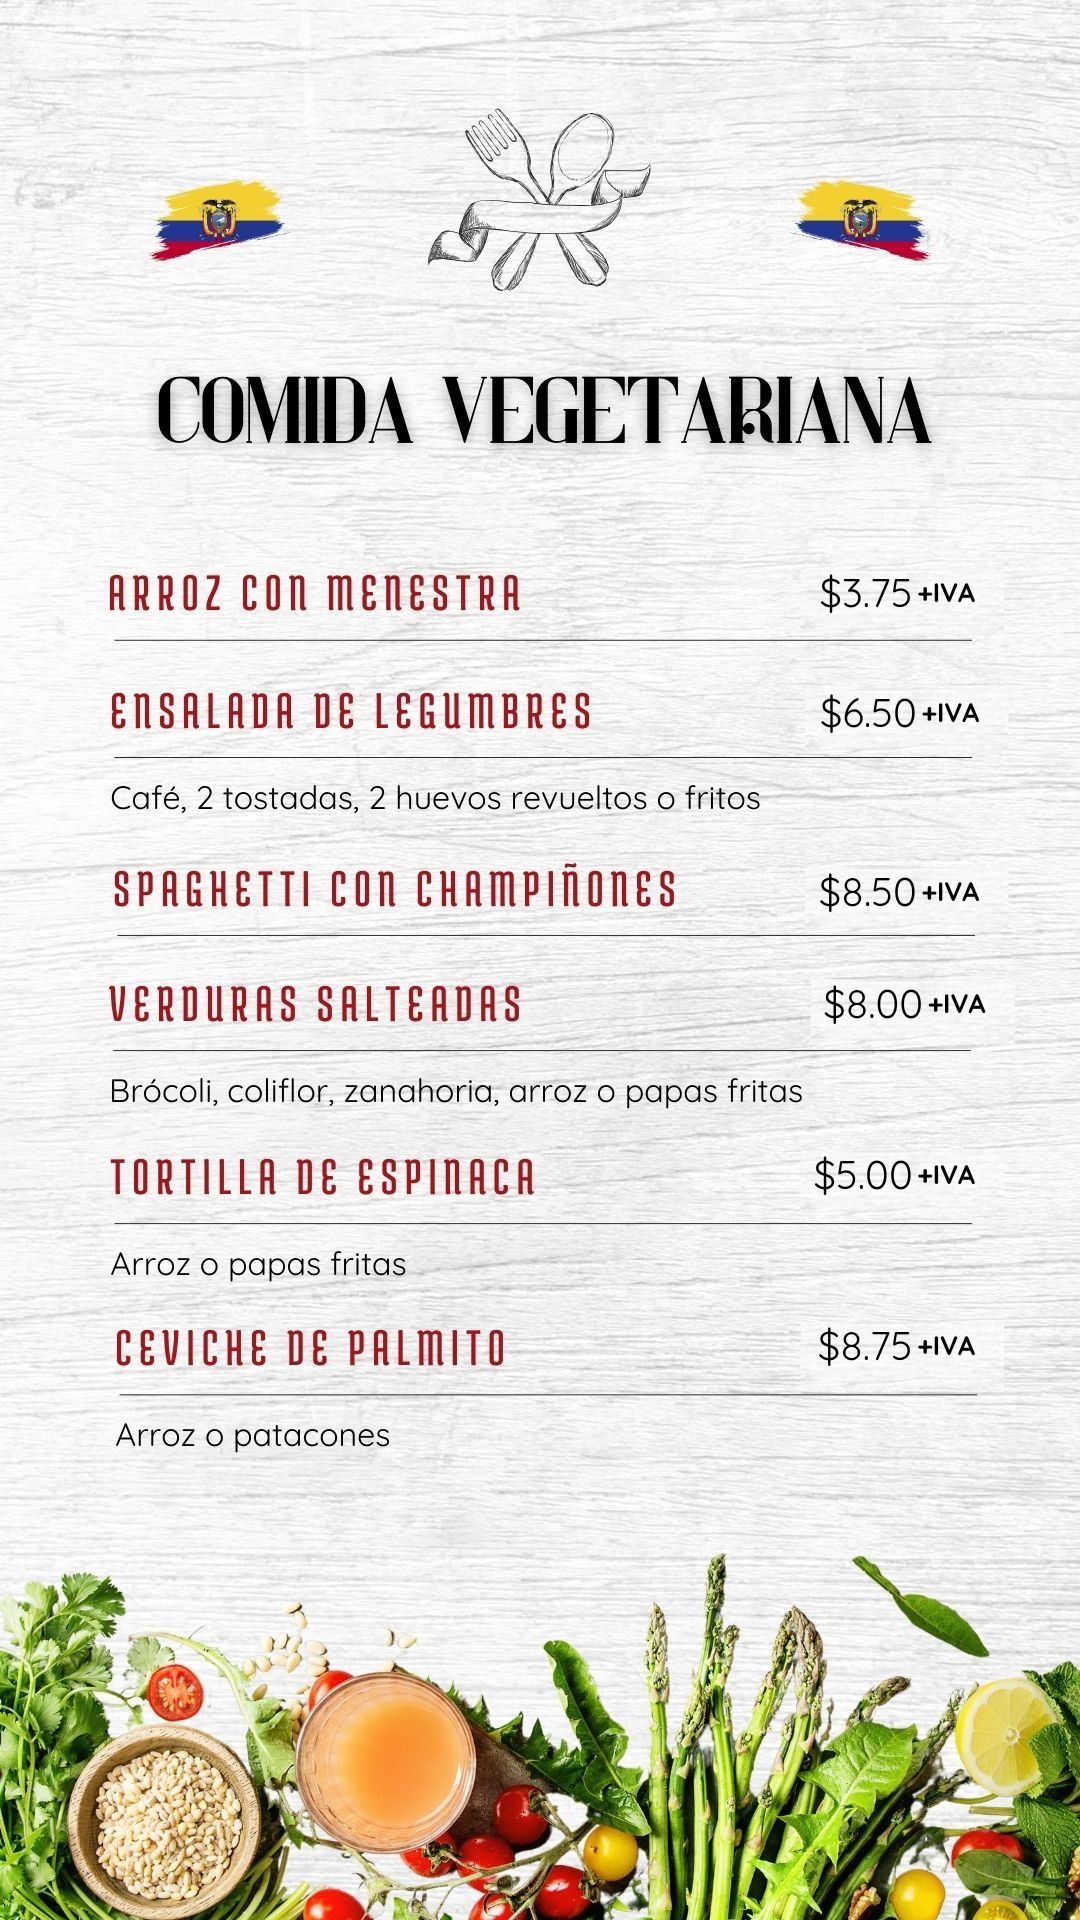 COMIDA VEGETARIANA
ARROZ CON MENESTRA $3.75 +IVA
ENSALADA DE LEGUMBRES $6.50 +IVA
Café, 2 tostadas, 2 huevos revueltos o fritos
SPAGHETTI CON CHAMPIÑONES $8.50 +IVA
VERDURAS SALTEADAS $8.00 +IVA
Brócoli, coliflor, zanahoria, arroz o papas fritas
TORTILLA DE ESPINACA $5.00 +IVA
Arroz o papas fritas
CEVICHE DE PALMITO $8.75 +IVA
Arroz o patacones